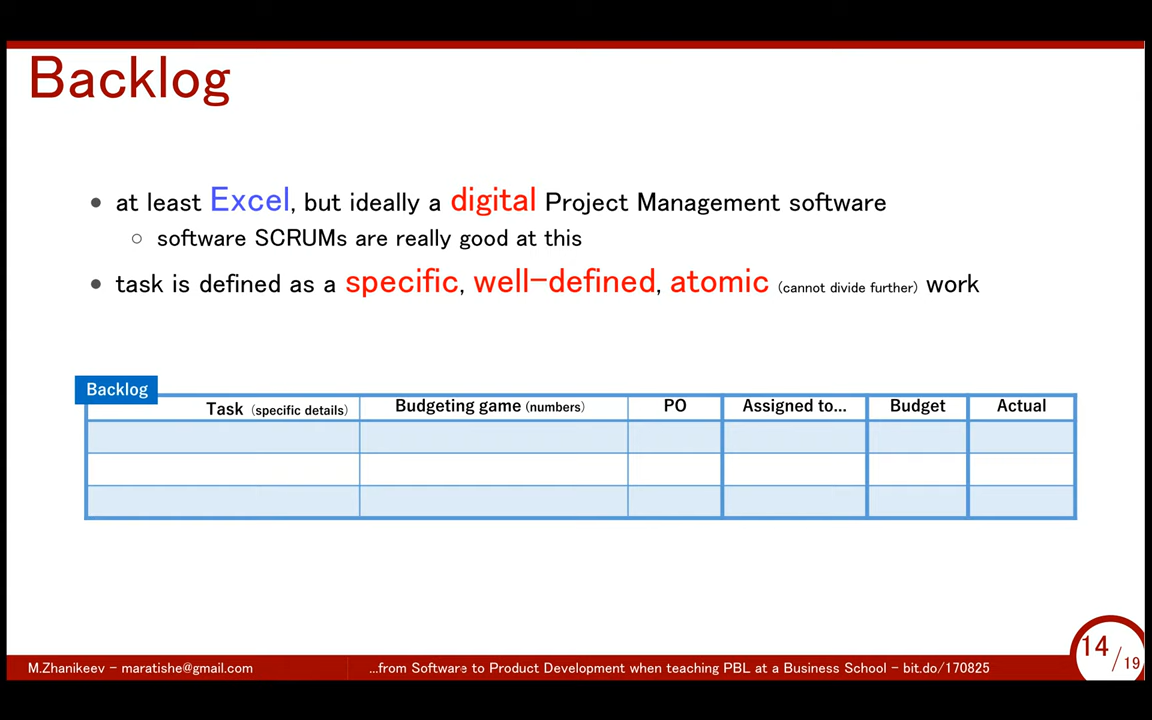 Backlog
at least Excel, but ideally a digital Project Management software
software SCRUMs are really good at this
task is defined as a specific, well-defined, atomic (cannot divide further) work
Backlog
Task (specific details) Budgeting game (numbers) PO Assigned to... Budget Actual
14/19
M.Zhanikeev - maratishe@gmail.com ...from Software to Product Development when teaching PBL at a Business School - bit.do/170825